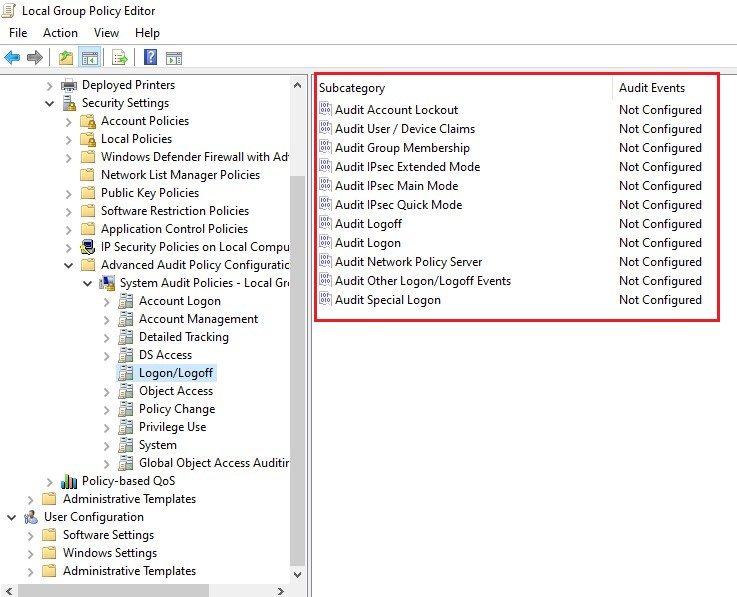 Local Group Policy Editor
File Action View Help
Deployed Printers
Security Settings
Account Policies
Local Policies
Windows Defender Firewall with Adv
Network List Manager Policies
Public Key Policies
Software Restriction Policies
Application Control Policies
IP Security Policies on Local Compu
Advanced Audit Policy Configuratic
System Audit Policies - Local Gr
Account Logon
Account Management
Detailed Tracking
DS Access
Logon/Logoff
Object Access
Policy Change
Privilege Use
System
Global Object Access Auditin
Policy-based QoS
Administrative Templates
User Configuration
Software Settings
Windows Settings
Administrative Templates
Subcategory Audit Events
Audit Account Lockout Not Configured
Audit User / Device Claims Not Configured
Audit Group Membership Not Configured
Audit IPsec Extended Mode Not Configured
Audit IPsec Main Mode Not Configured
Audit IPsec Quick Mode Not Configured
Audit Logoff Not Configured
Audit Logon Not Configured
Audit Network Policy Server Not Configured
Audit Other Logon/Logoff Events Not Configured
Audit Special Logon Not Configured